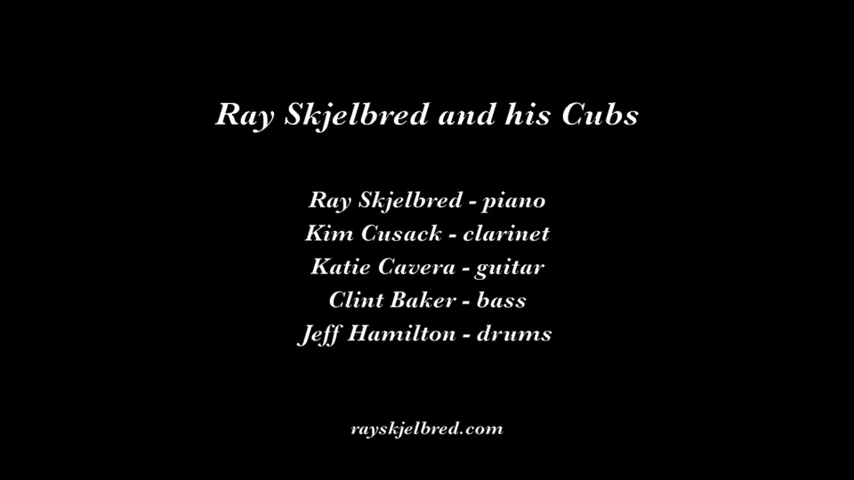 Ray Skjelbred and his Cubs
Ray Skjelbred - piano
Kim Cusack - clarinet
Katie Cavera - guitar
Clint Baker - bass
Jeff Hamilton - drums
rayskjelbred.com